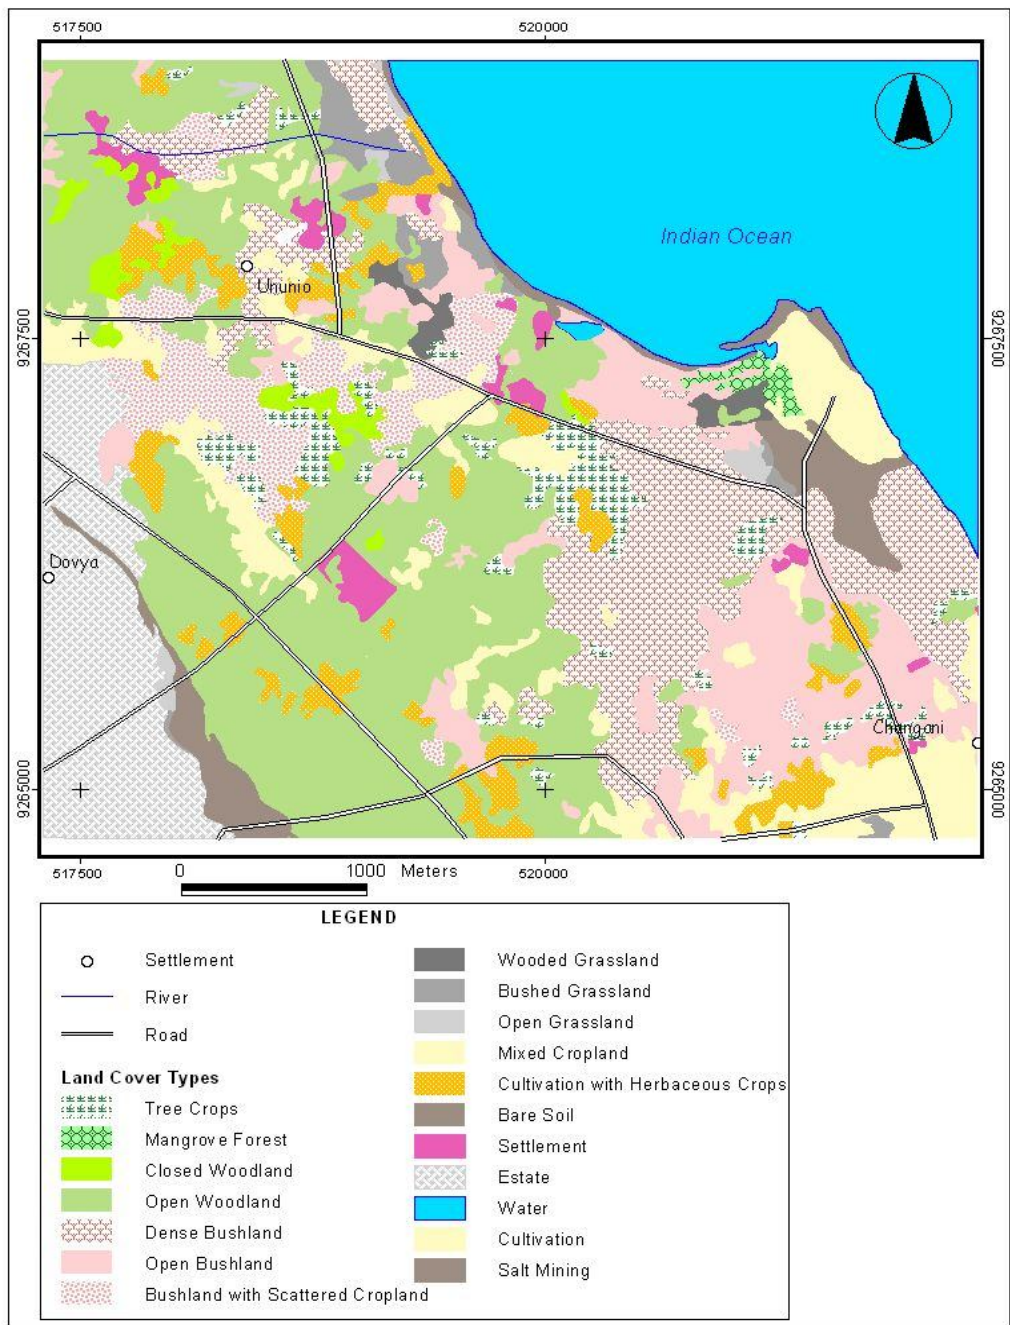 517500 520000
Indian Ocean
Ununio
9267500 9267500
Dovya
Changani
9265000 9265000
517500 520000
0 1000 Meters
LEGEND
Settlement
River
Road
Land Cover Types
Tree Crops
Mangrove Forest
Closed Woodland
Open Woodland
Dense Bushland
Open Bushland
Bushland with Scattered Cropland
Wooded Grassland
Bushed Grassland
Open Grassland
Mixed Cropland
Cultivation with Herbaceous Crops
Bare Soil
Settlement
Estate
Water
Cultivation
Salt Mining